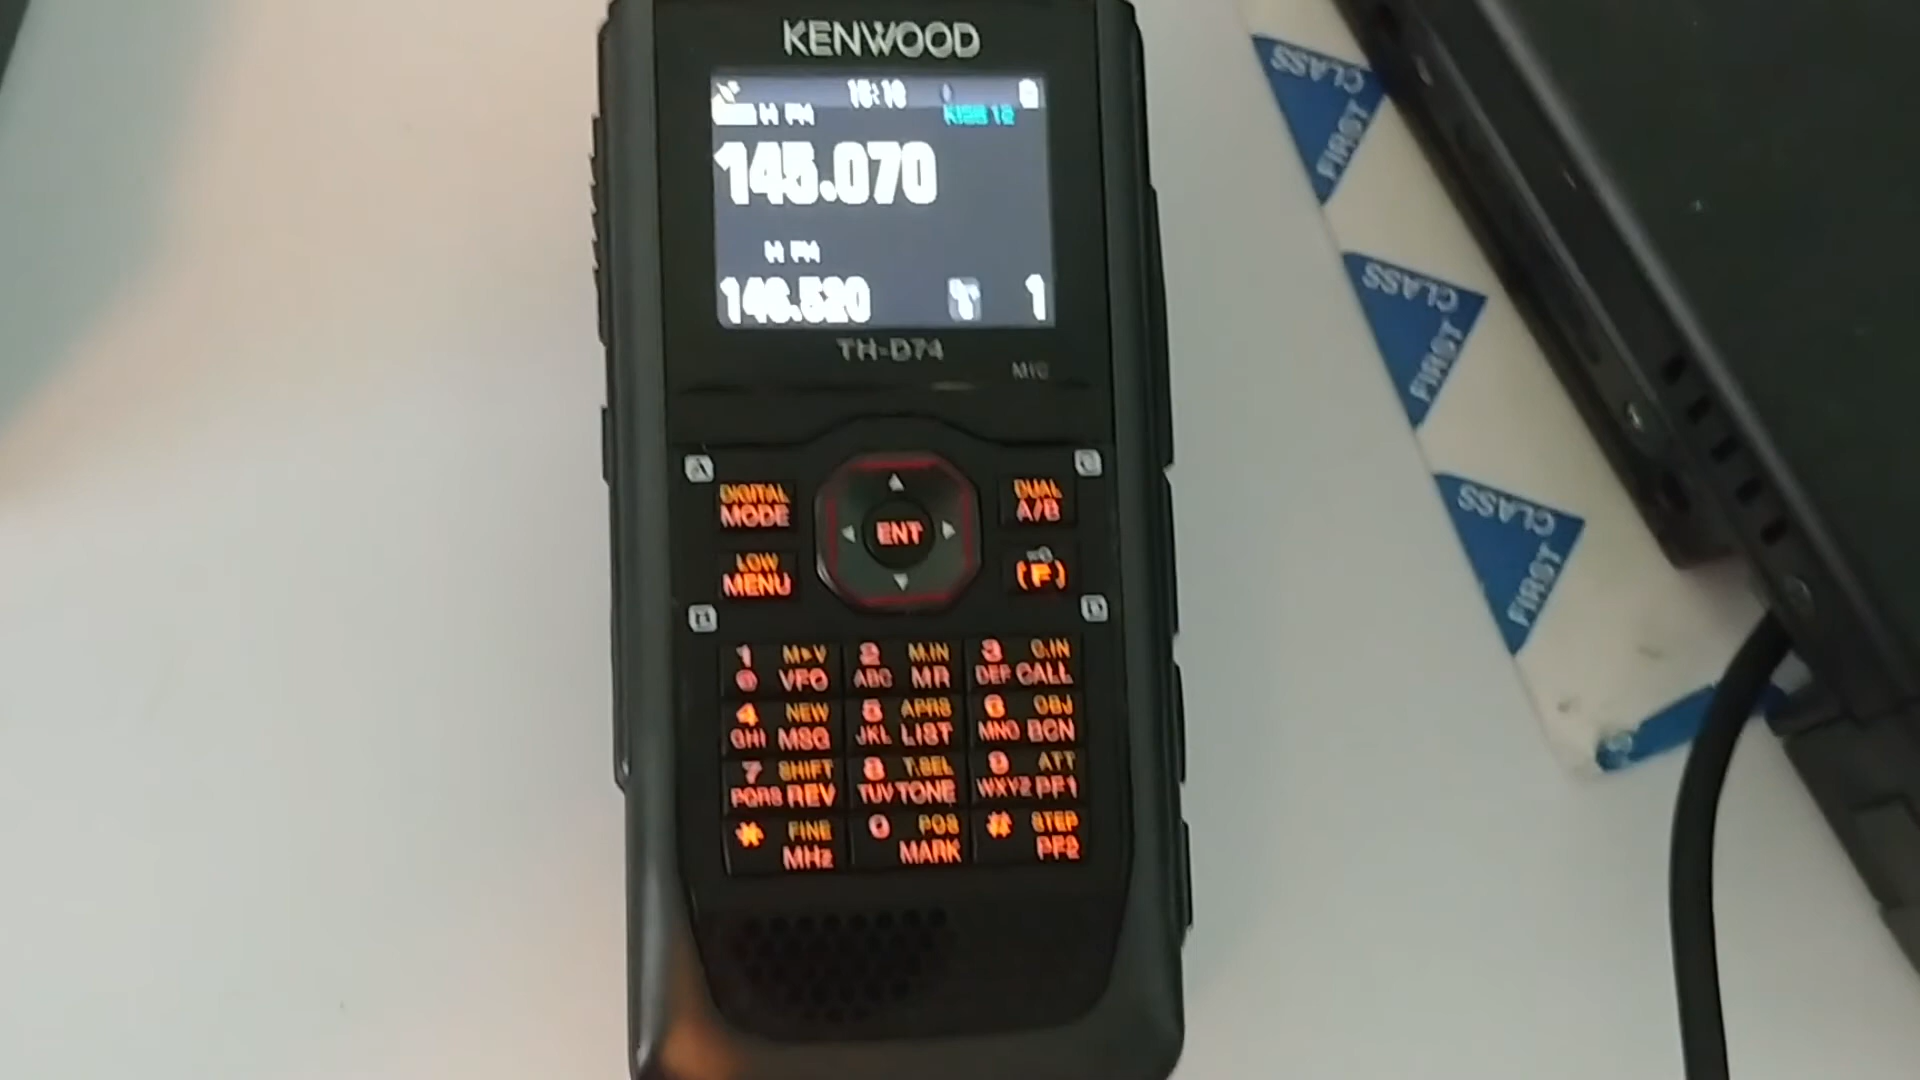 KENWOOD
H FM KISS 12
145.070
H FM
146.520 1
TH-D74
MIC
A C
DIGITAL DUAL
MODE ENT A/B
LOW
MENU (F)
B D
1 M▸V 2 M.IN 3 C.IN
@ VFO ABC MR DEF CALL
4 NEW 5 APRS 6 OBJ
GHI MSG JKL LIST MNO BCN
7 SHIFT 8 T.SEL 9 ATT
PQRS REV TUV TONE WXYZ PF1
* FINE 0 POS # STEP
MHz MARK PF2
FIRST CLASS
FIRST CLASS
FIRST CLASS